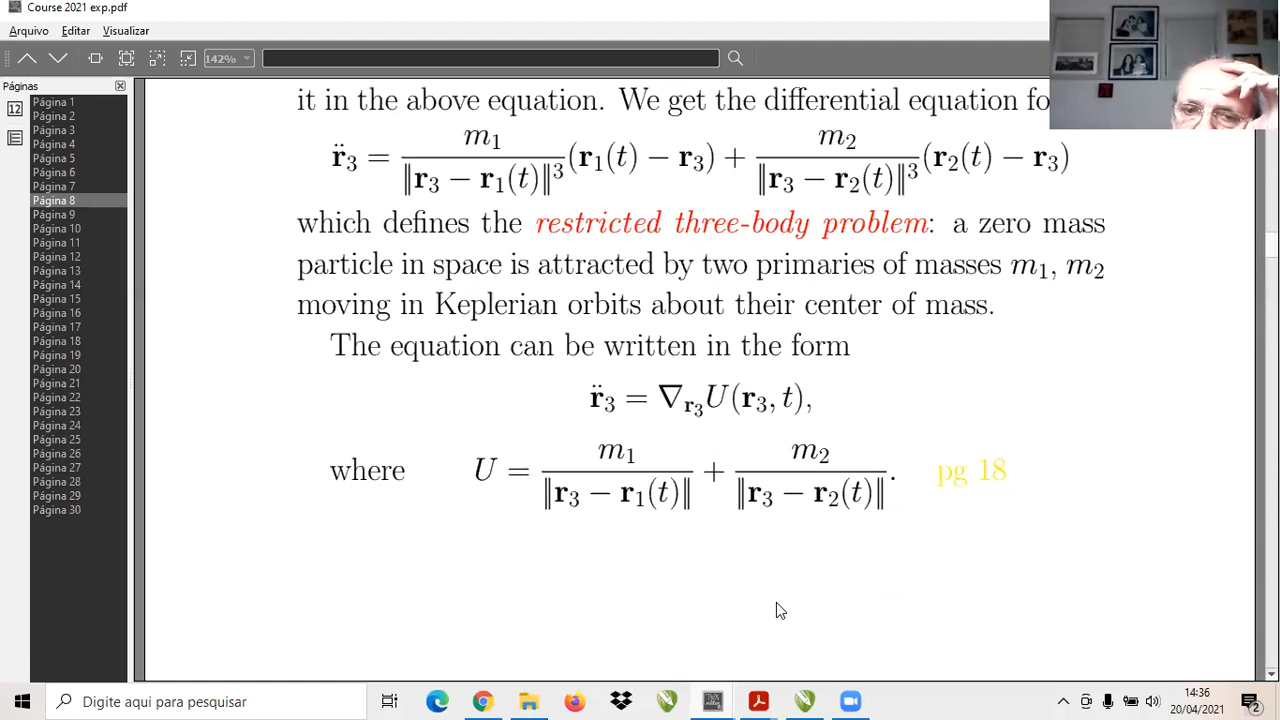 Course 2021 exp.pdf
Arquivo Editar Visualizar
142%
Páginas
Página 1
Página 2
Página 3
Página 4
Página 5
Página 6
Página 7
Página 8
Página 9
Página 10
Página 11
Página 12
Página 13
Página 14
Página 15
Página 16
Página 17
Página 18
Página 19
Página 20
Página 21
Página 22
Página 23
Página 24
Página 25
Página 26
Página 27
Página 28
Página 29
Página 30
it in the above equation. We get the differential equation
r̈₃ = m₁/‖r₃ − r₁(t)‖³ (r₁(t) − r₃) + m₂/‖r₃ − r₂(t)‖³ (r₂(t) − r₃)
which defines the restricted three-body problem: a zero mass
particle in space is attracted by two primaries of masses m₁, m₂
moving in Keplerian orbits about their center of mass.
The equation can be written in the form
r̈₃ = ∇r₃U(r₃, t),
where U = m₁/‖r₃ − r₁(t)‖ + m₂/‖r₃ − r₂(t)‖. pg 18
Digite aqui para pesquisar
14:36
20/04/2021
2